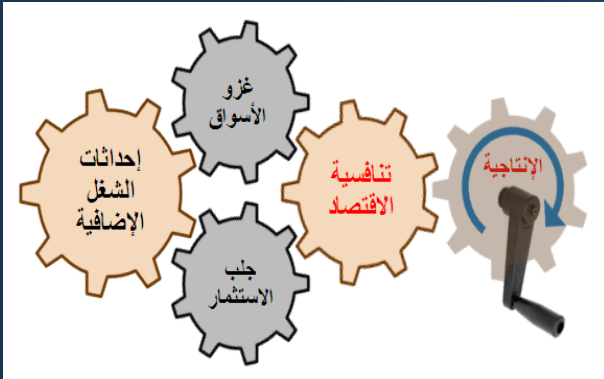 الإنتاجية
تنافسية
الاقتصاد
غزو
الأسواق
جلب
الاستثمار
إحداثات
الشغل
الإضافية